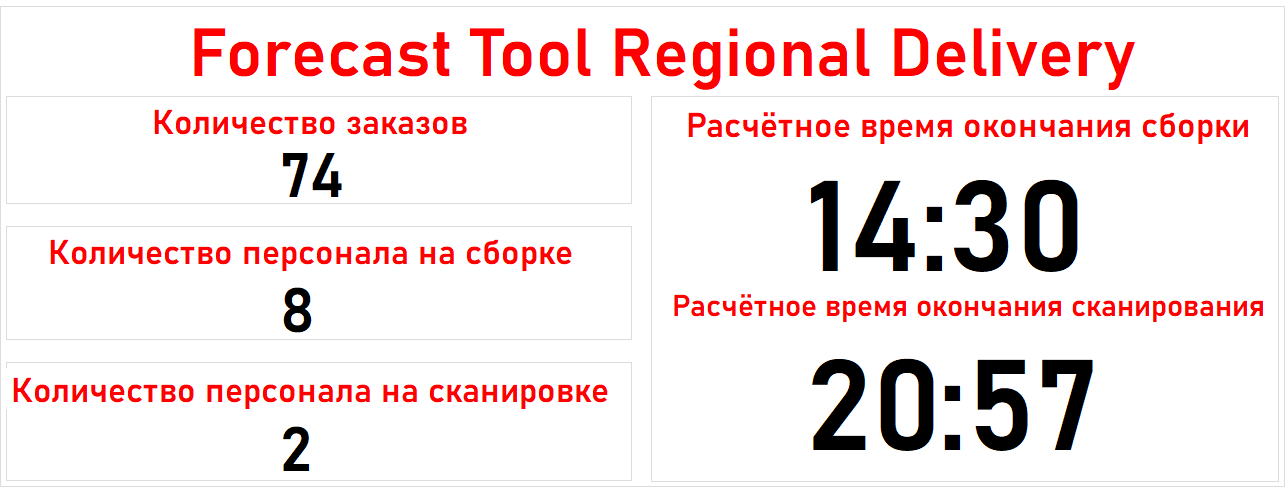 Forecast Tool Regional Delivery
Количество заказов
74
Количество персонала на сборке
8
Количество персонала на сканировке
2
Расчётное время окончания сборки
14:30
Расчётное время окончания сканирования
20:57